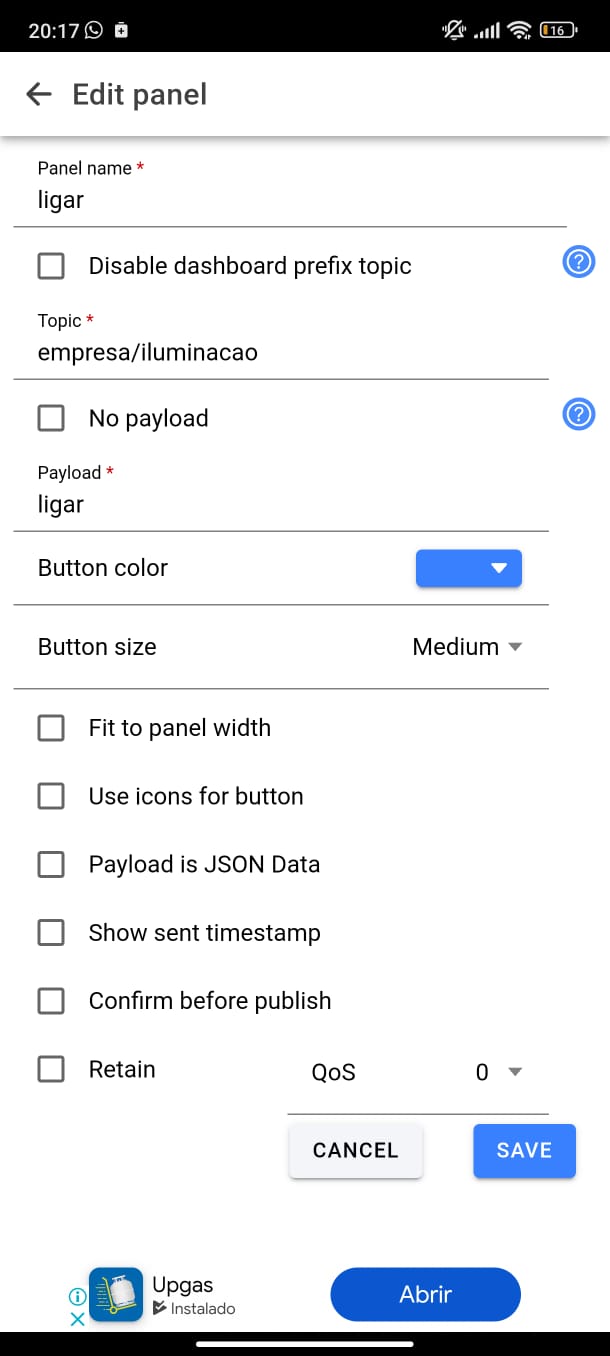 20:17
16
Edit panel
Panel name *
ligar
Disable dashboard prefix topic
?
Topic *
empresa/iluminacao
No payload
?
Payload *
ligar
Button color
Button size Medium
Fit to panel width
Use icons for button
Payload is JSON Data
Show sent timestamp
Confirm before publish
Retain QoS 0
CANCEL SAVE
Upgas
Instalado
Abrir